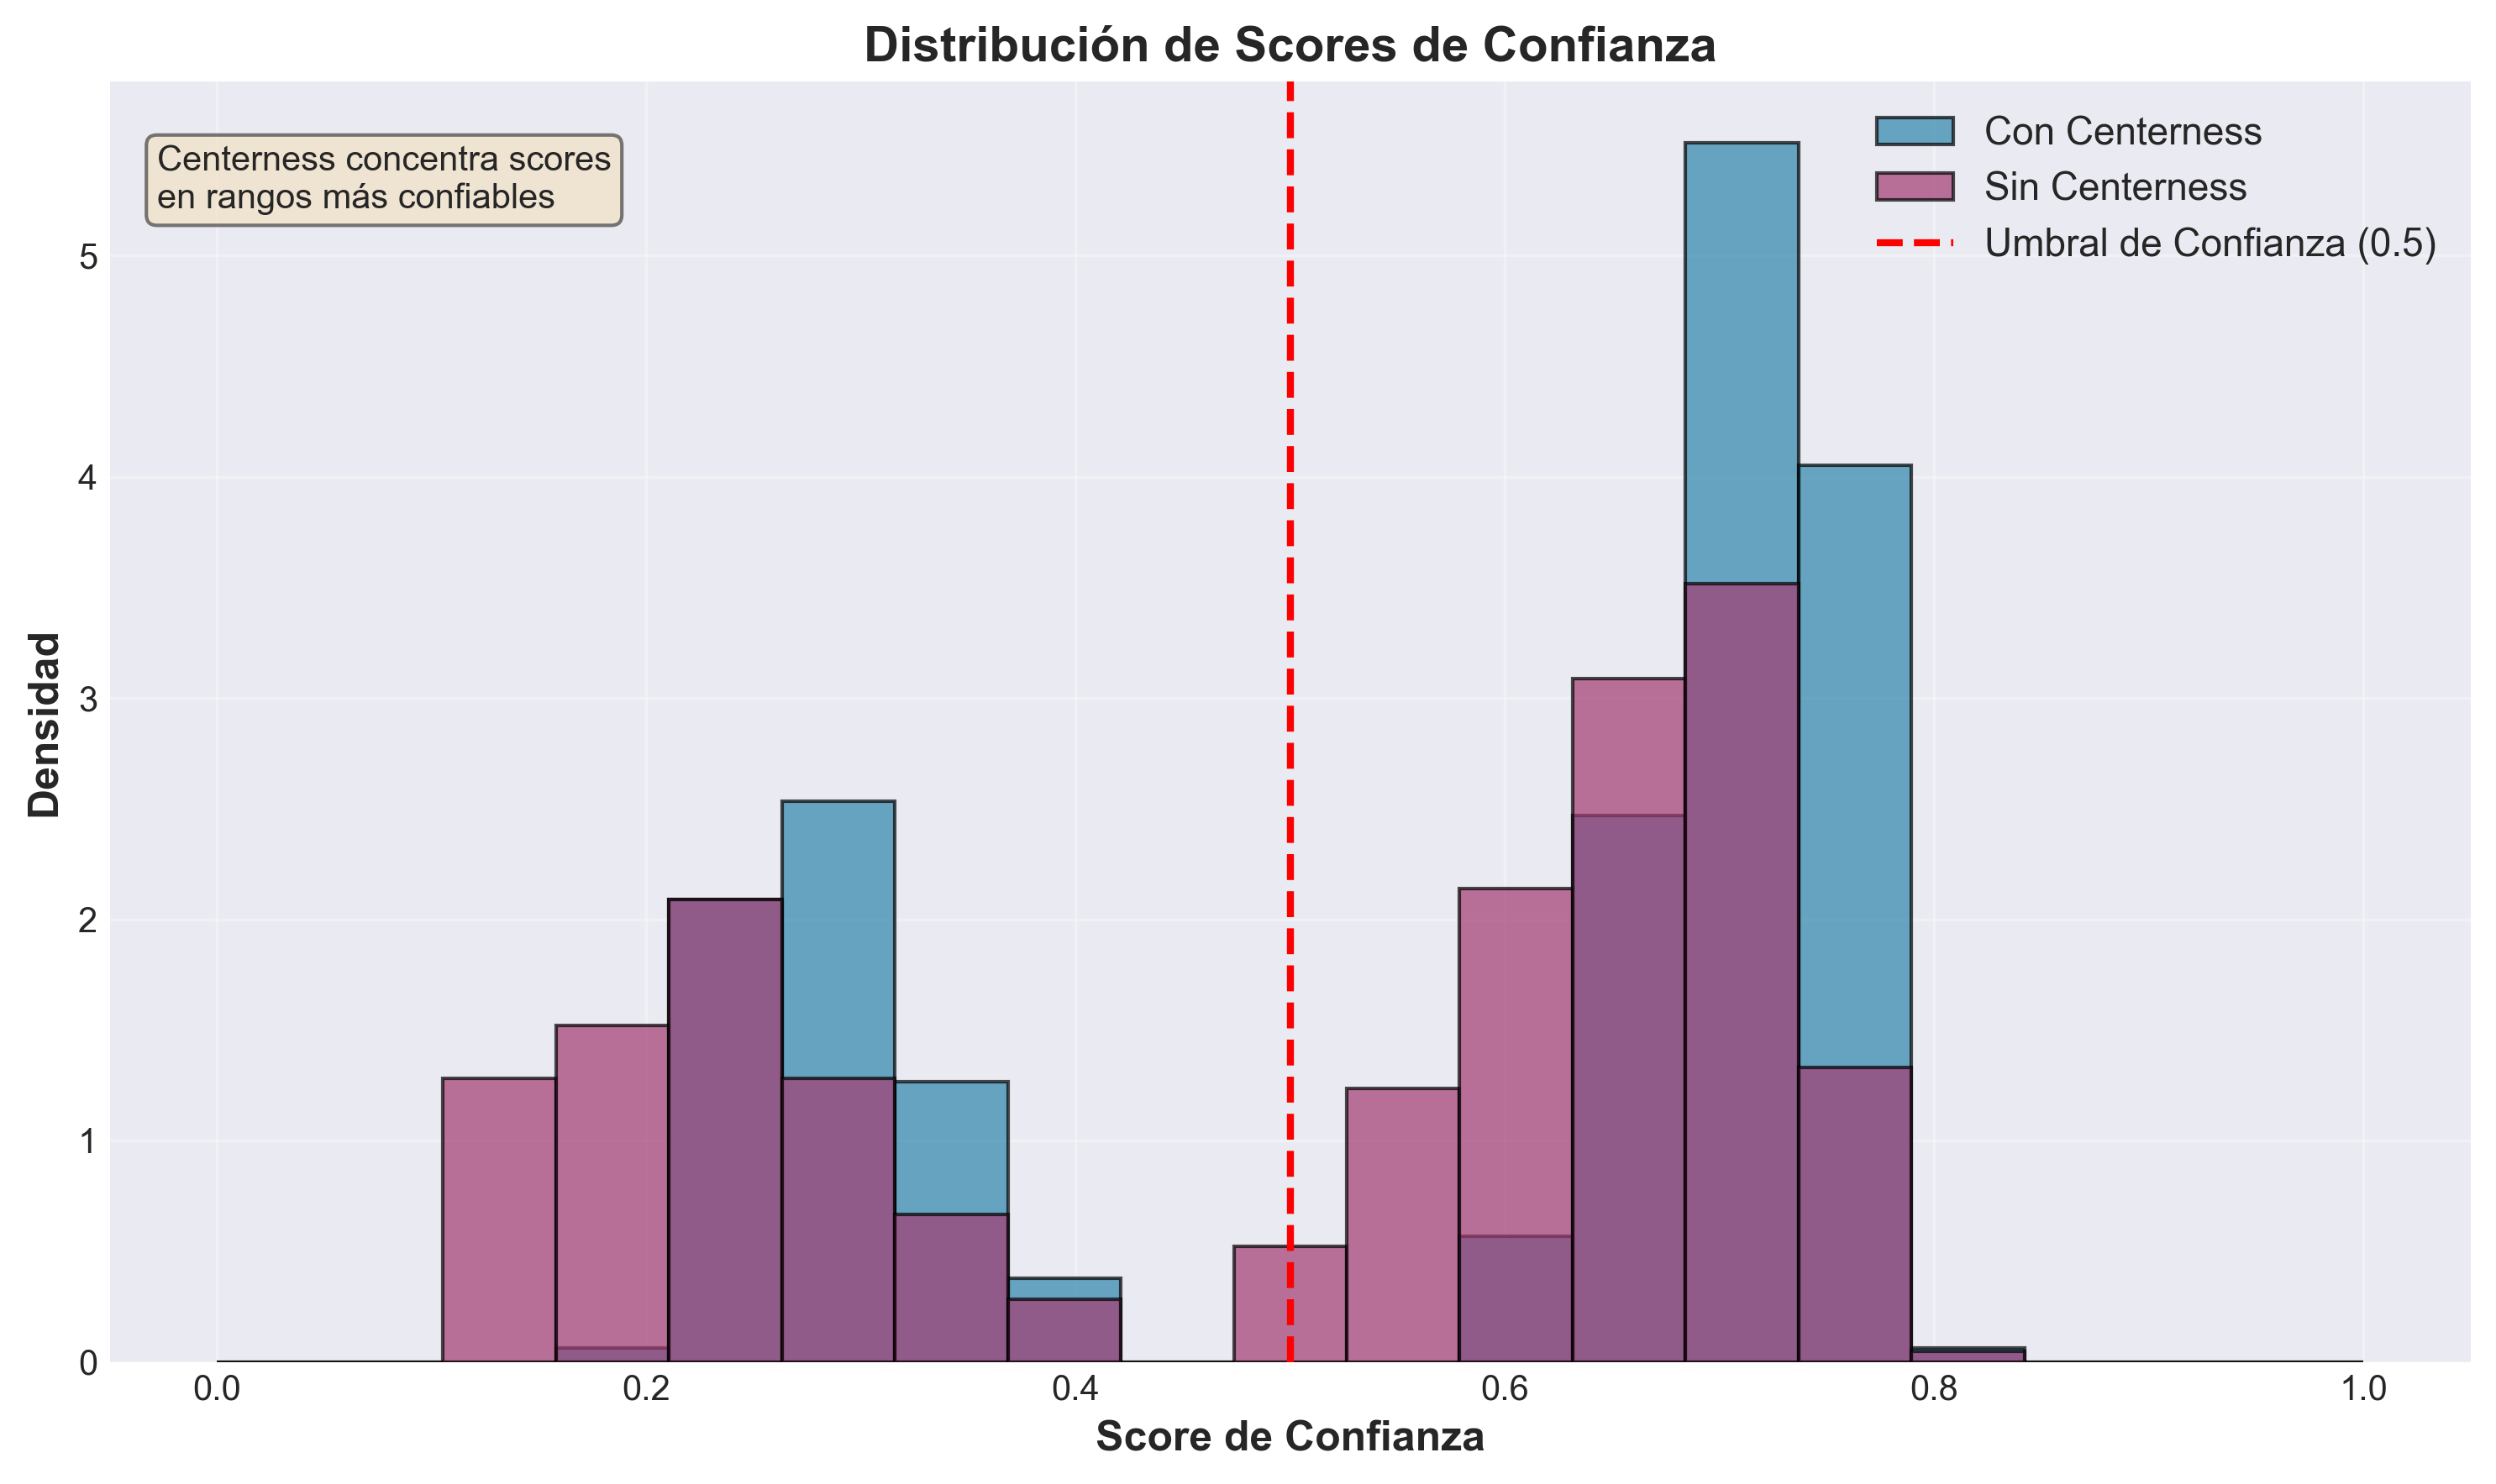 Distribución de Scores de Confianza
Centerness concentra scores
en rangos más confiables
Con Centerness
Sin Centerness
Umbral de Confianza (0.5)
Densidad
5
4
3
2
1
0
0.0
0.2
0.4
0.6
0.8
1.0
Score de Confianza